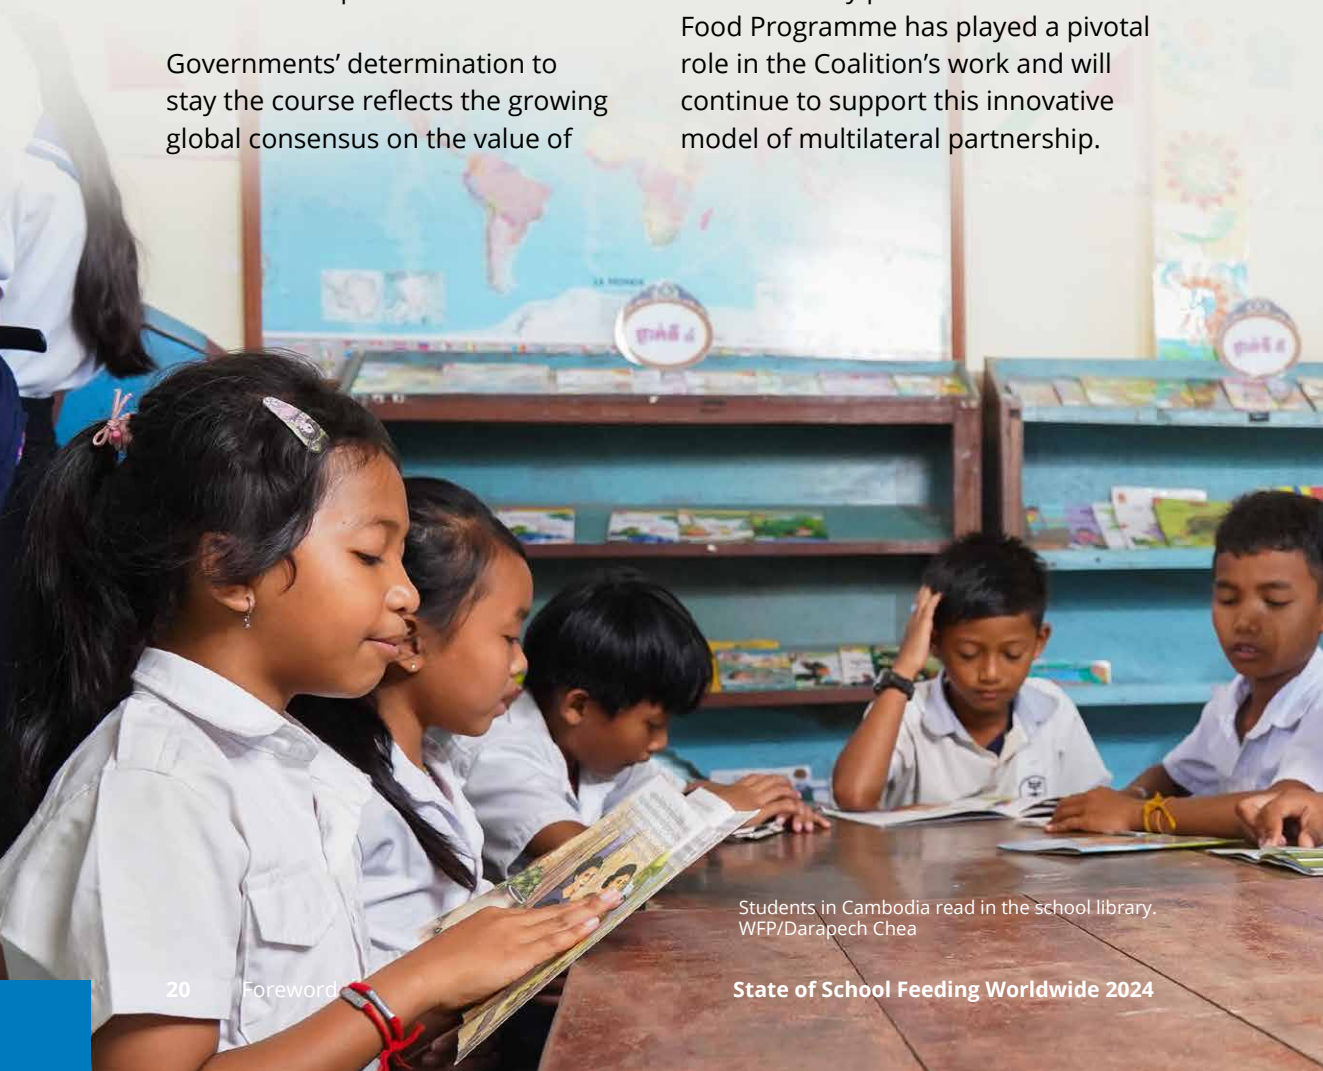 Governments’ determination to
stay the course reflects the growing
global consensus on the value of
Food Programme has played a pivotal
role in the Coalition’s work and will
continue to support this innovative
model of multilateral partnership.
LE MONDE
Students in Cambodia read in the school library.
WFP/Darapech Chea
20 Foreword
State of School Feeding Worldwide 2024